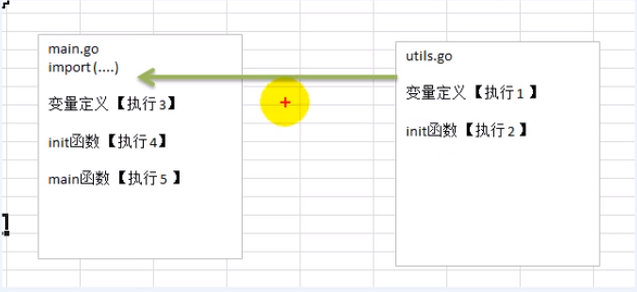 main.go
import(....)
变量定义【执行3】
init函数【执行4】
main函数【执行5 】
utils.go
变量定义【执行1 】
init函数【执行2 】